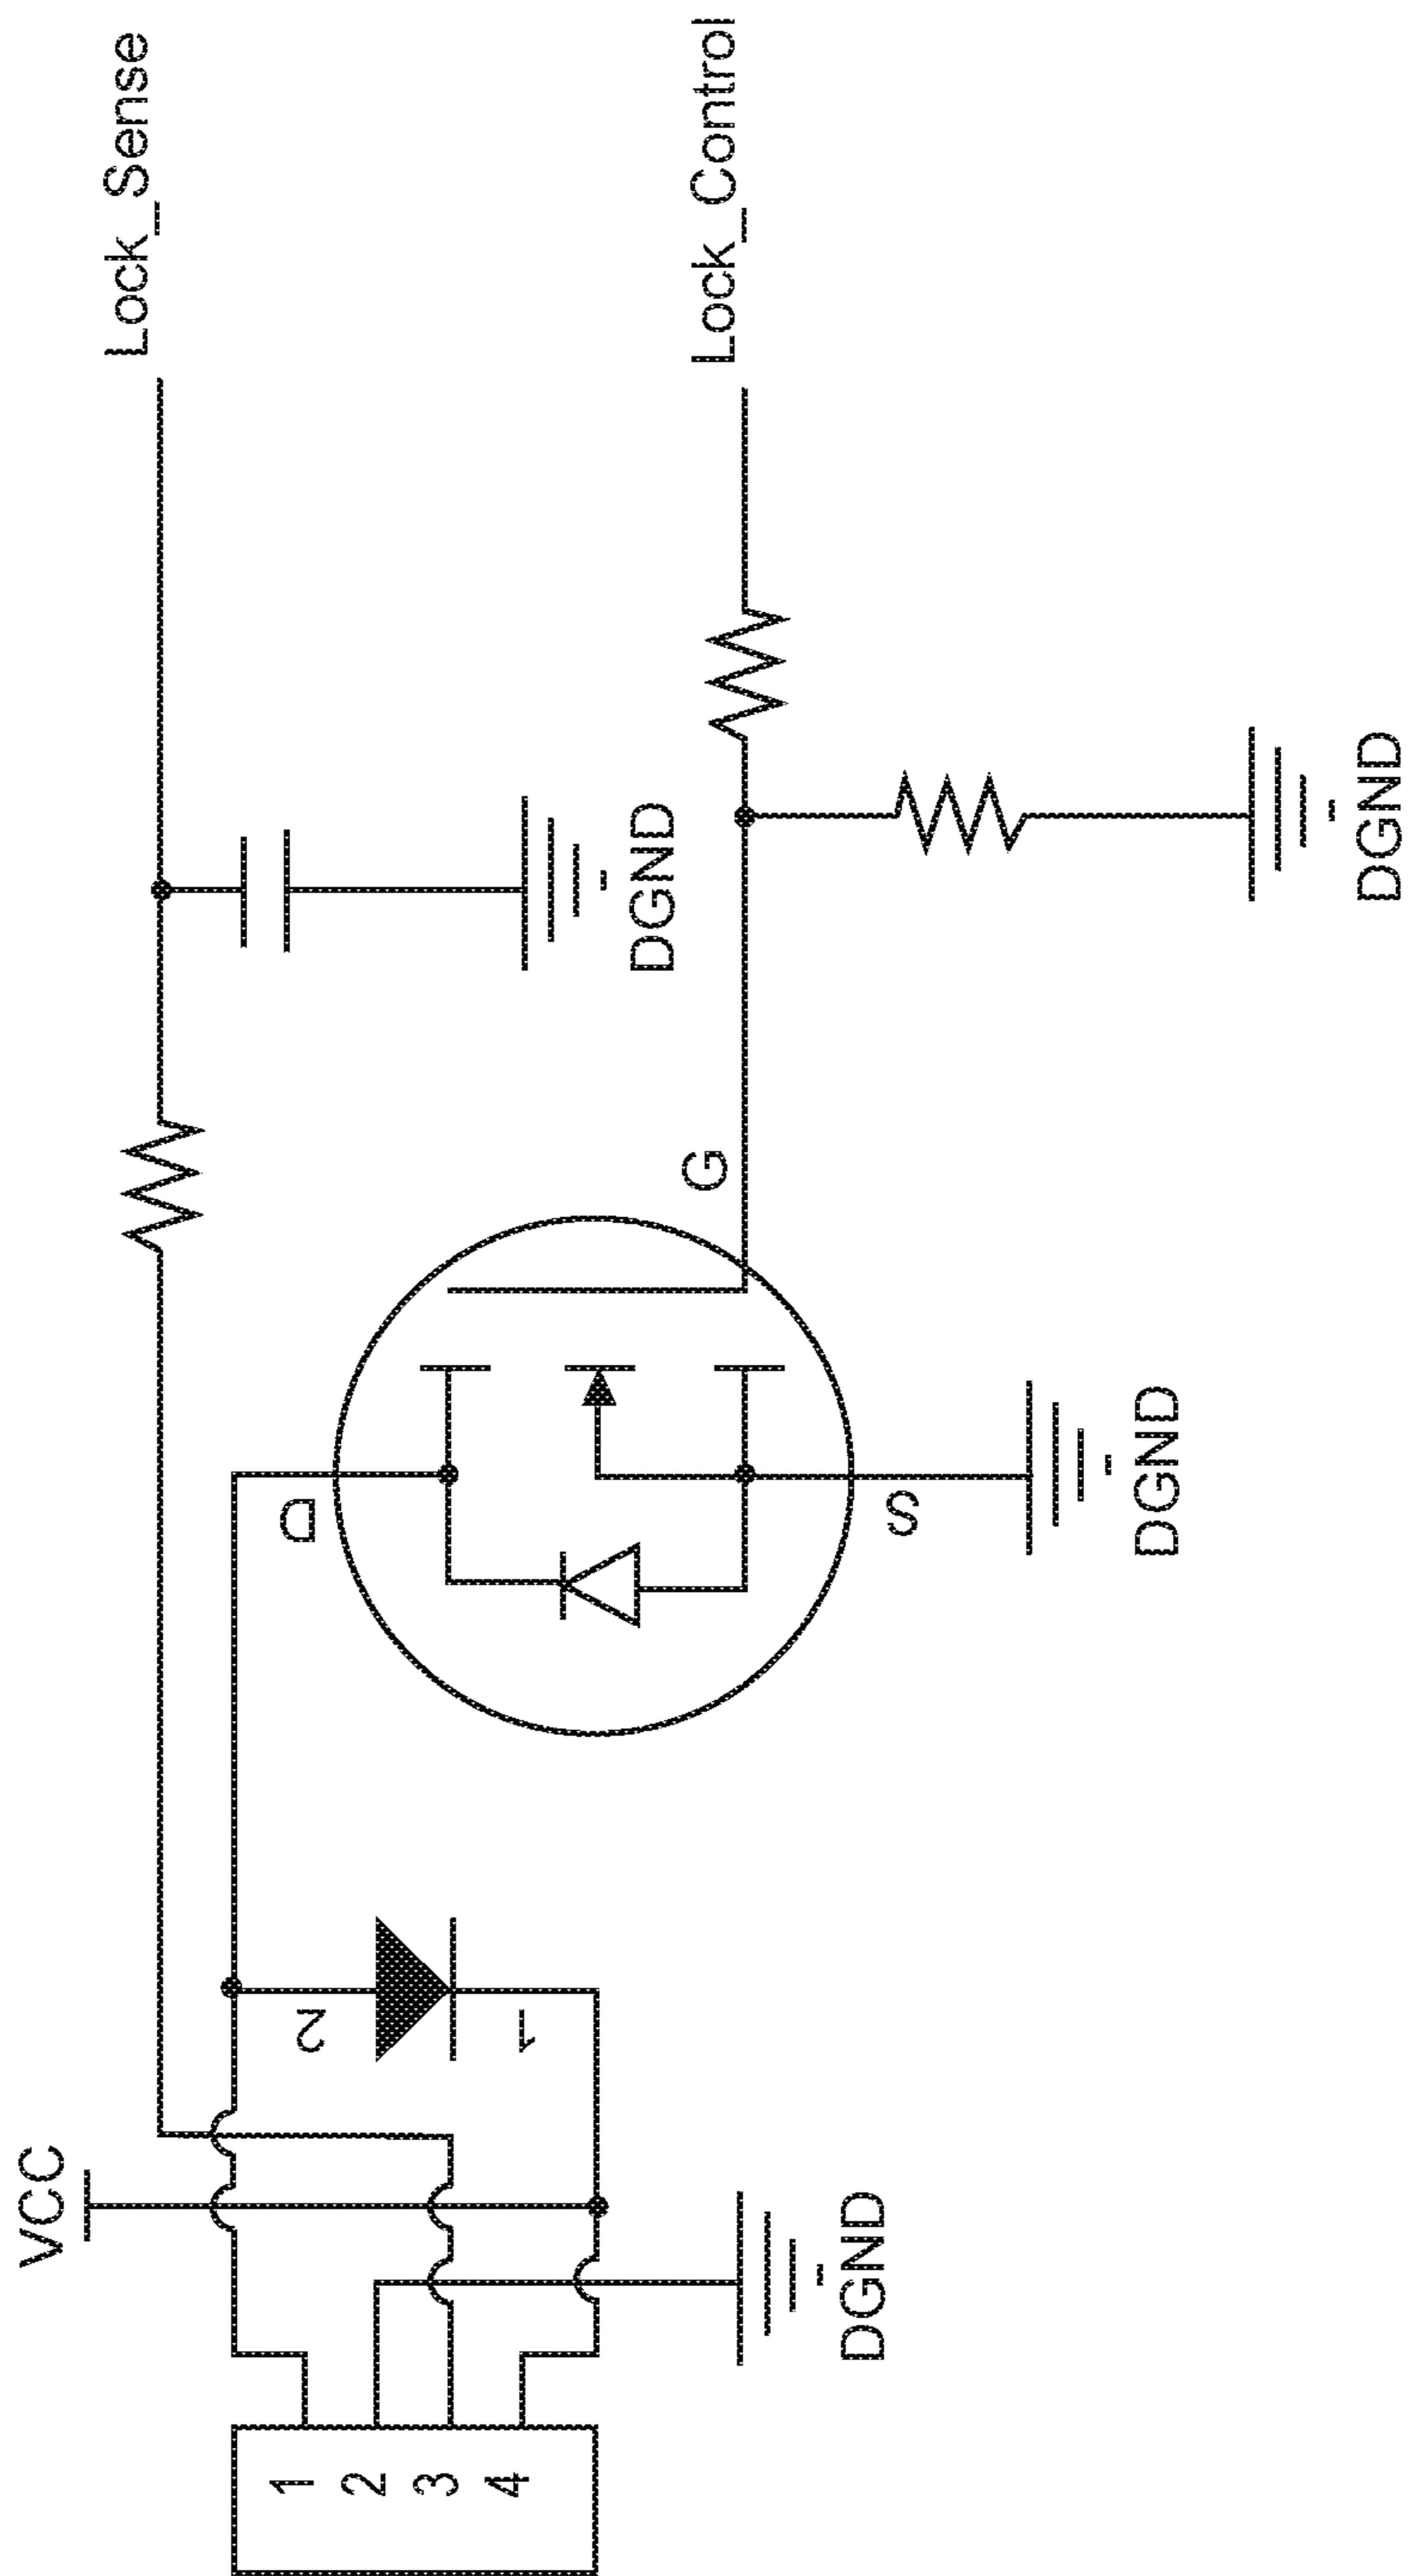 VCC
Lock_Sense
1
2
D
2
3
4
1
DGND
G
Lock_Control
DGND
S
DGND
DGND